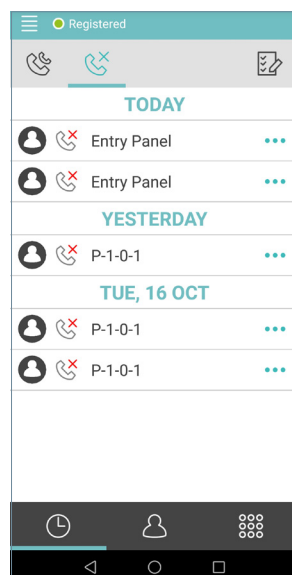 Registered
TODAY
Entry Panel
Entry Panel
YESTERDAY
P-1-0-1
TUE, 16 OCT
P-1-0-1
P-1-0-1